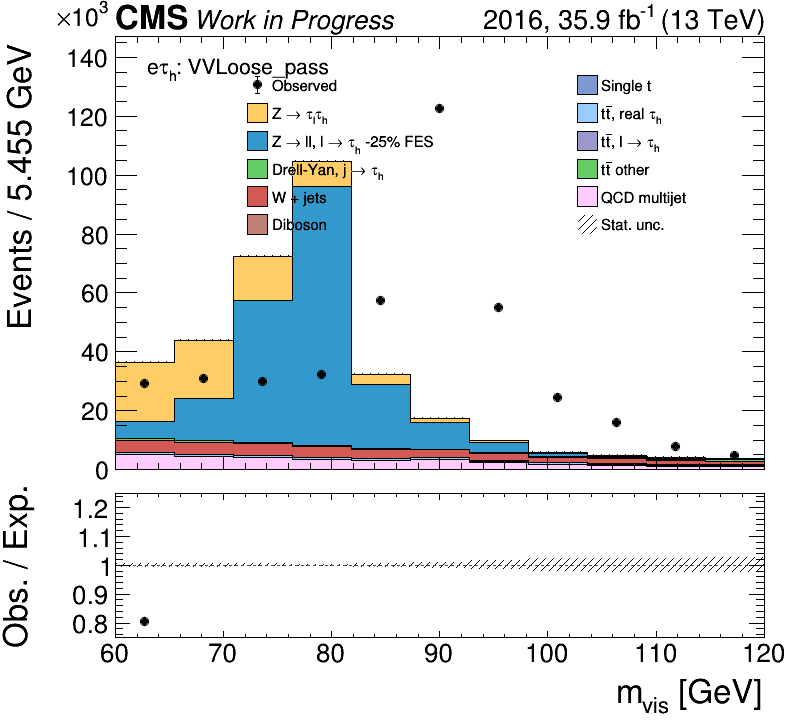 ×10³ CMS Work in Progress 2016, 35.9 fb⁻¹ (13 TeV)
eτh: VVLoose_pass
Observed
Z → τlτh
Z → ll, l → τh -25% FES
Drell-Yan, j → τh
W + jets
Diboson
Single t
tt̄, real τh
tt̄, l → τh
tt̄ other
QCD multijet
Stat. unc.
Events / 5.455 GeV
140
120
100
80
60
40
20
0
Obs. / Exp.
1.2
1.1
1
0.9
0.8
60 70 80 90 100 110 120
mvis [GeV]